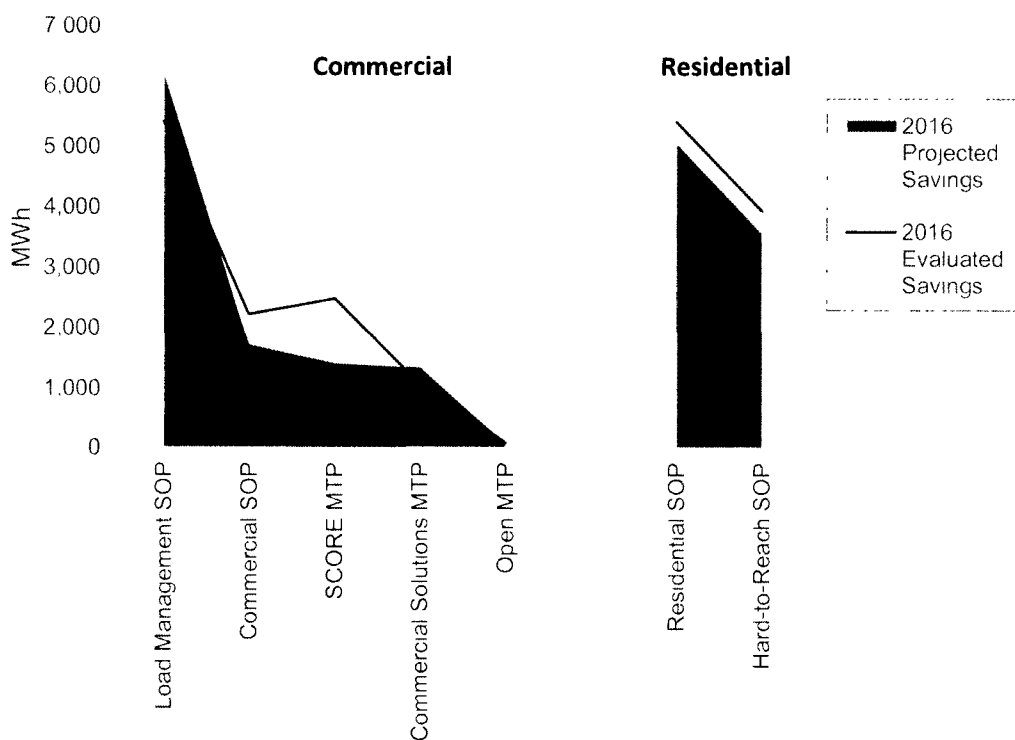 7 000
6,000
5 000
4,000
3,000
2,000
1,000
0
MWh
Commercial
Residential
2016
Projected
Savings
2016
Evaluated
Savings
Load Management SOP
Commercial SOP
SCORE MTP
Commercial Solutions MTP
Open MTP
Residential SOP
Hard-to-Reach SOP